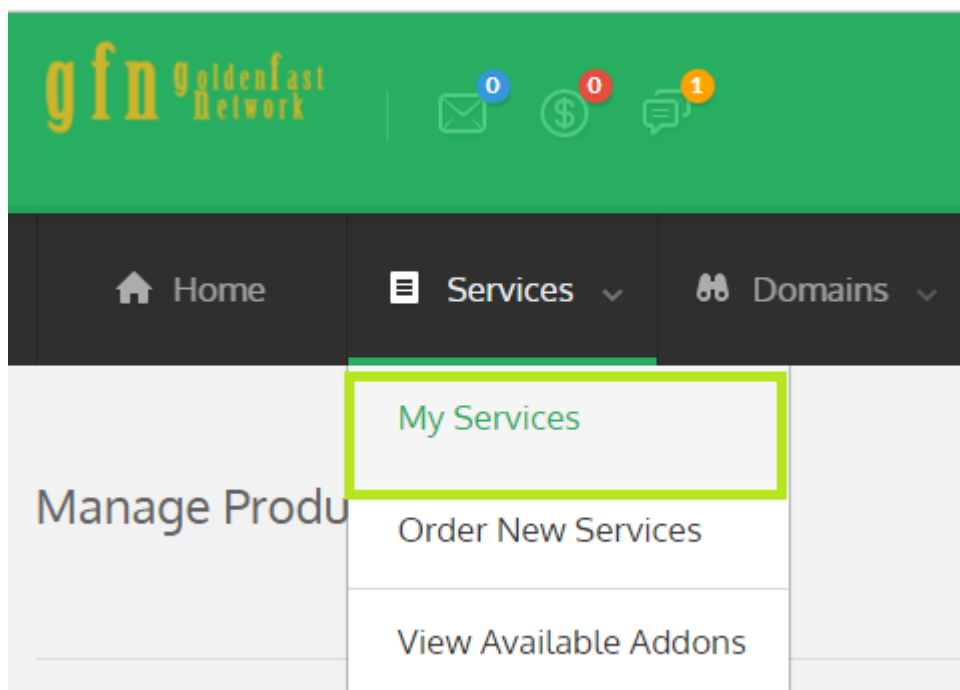 gfn goldenfast
network
0
0
1
Home
Services
Domains
My Services
Manage Produ
Order New Services
View Available Addons